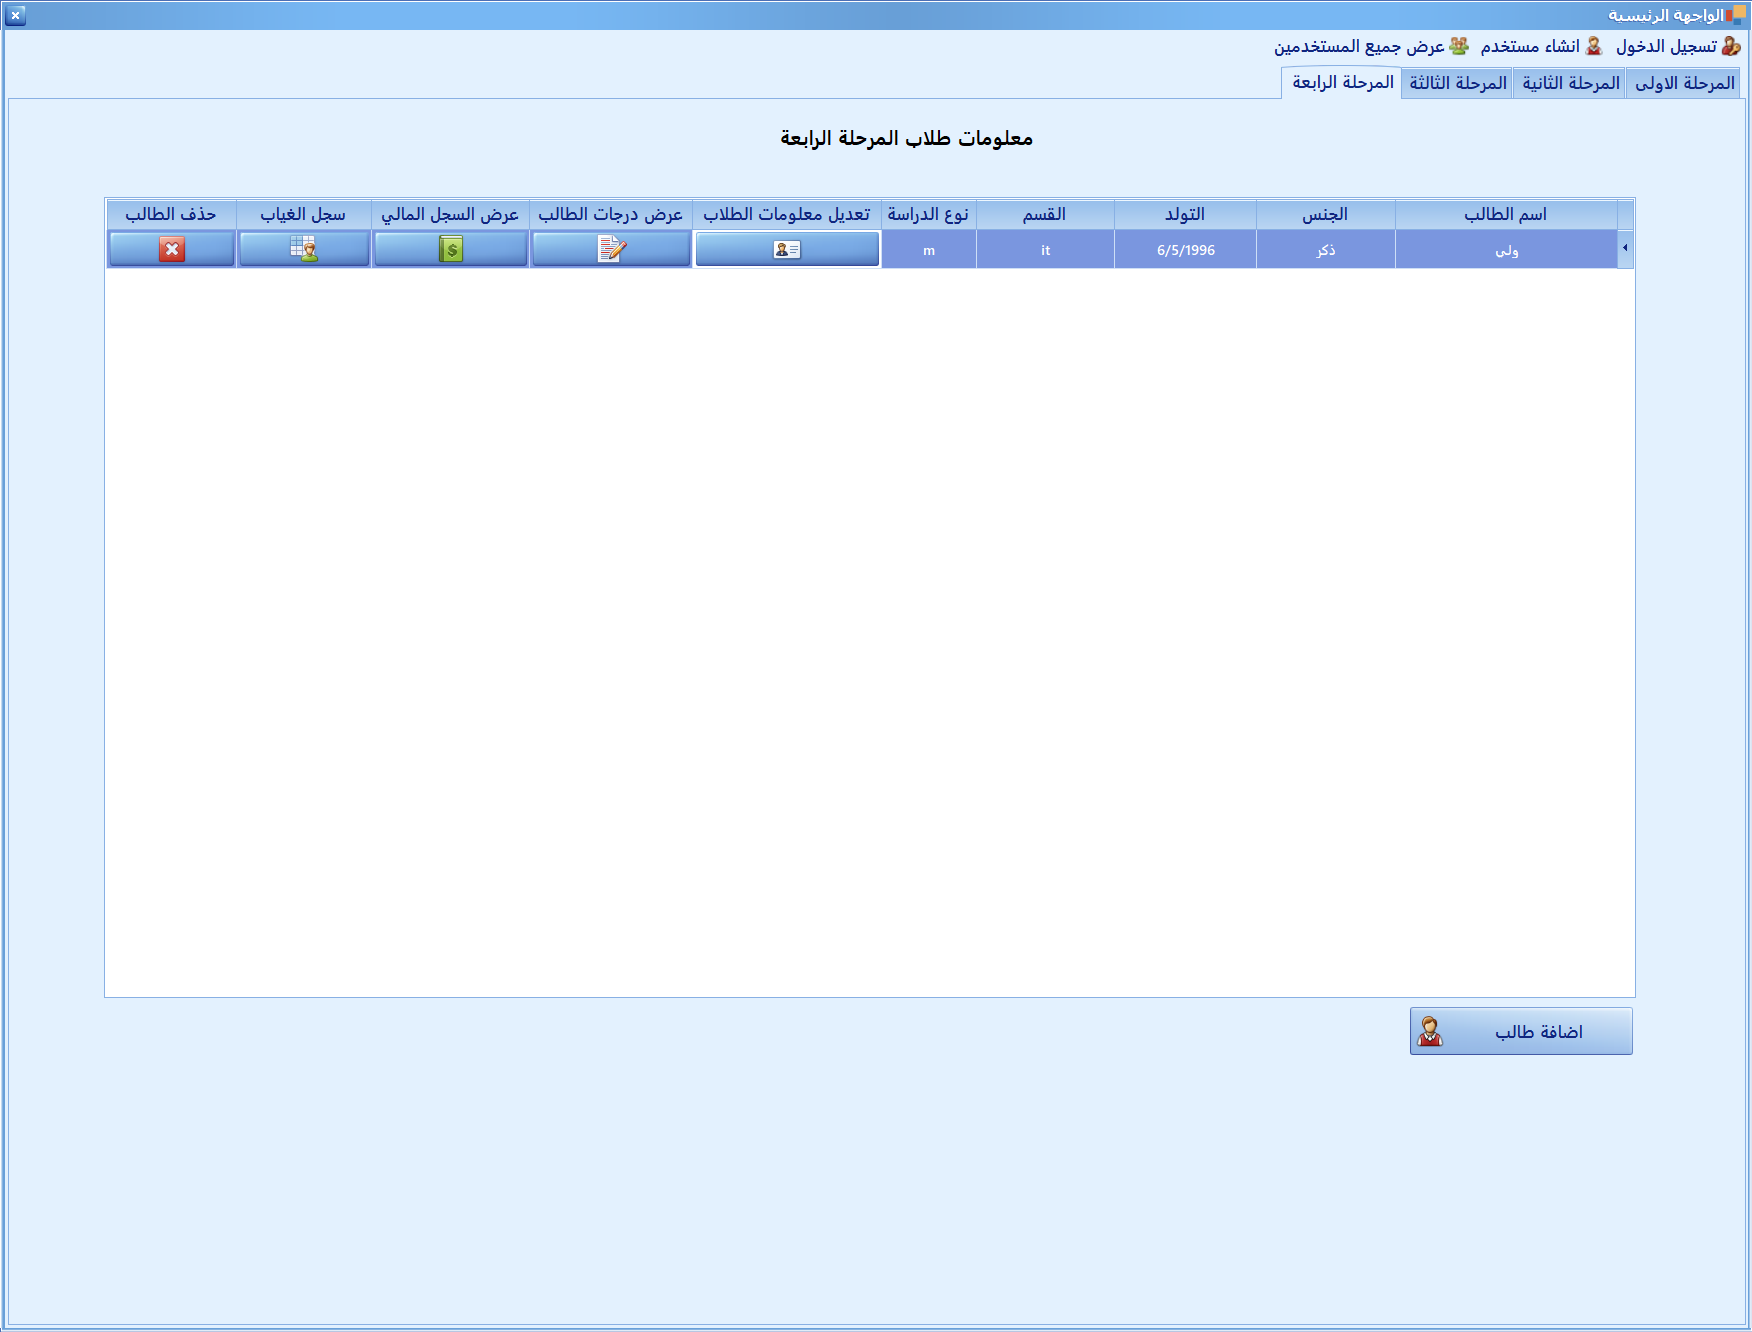 الواجهة الرئيسية
تسجيل الدخول انشاء مستخدم عرض جميع المستخدمين
المرحلة الاولى المرحلة الثانية المرحلة الثالثة المرحلة الرابعة
معلومات طلاب المرحلة الرابعة
اسم الطالب الجنس التولد القسم نوع الدراسة تعديل معلومات الطلاب عرض درجات الطالب عرض السجل المالي سجل الغياب حذف الطالب
ولي ذكر 6/5/1996 it m
اضافة طالب